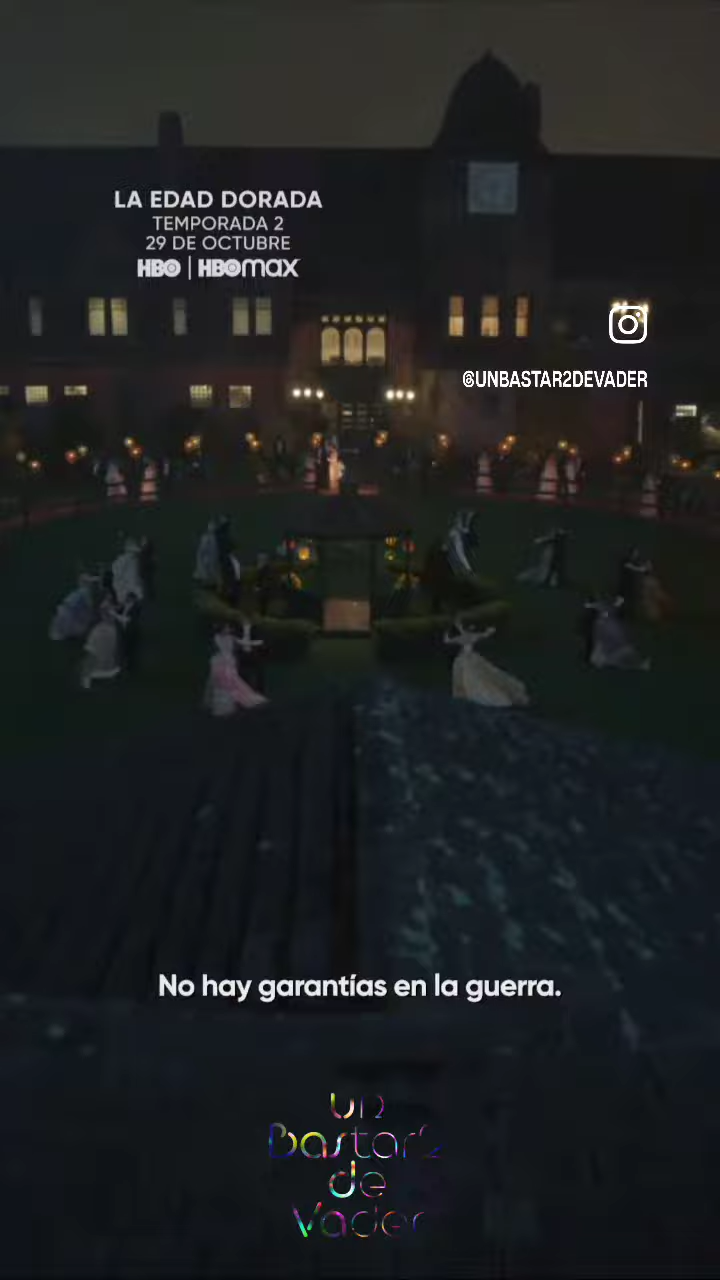 LA EDAD DORADA
TEMPORADA 2
29 DE OCTUBRE
HBO | HBOmax
@UNBASTAR2DEVADER
No hay garantías en la guerra.
Un
Bastar2
de
Vader